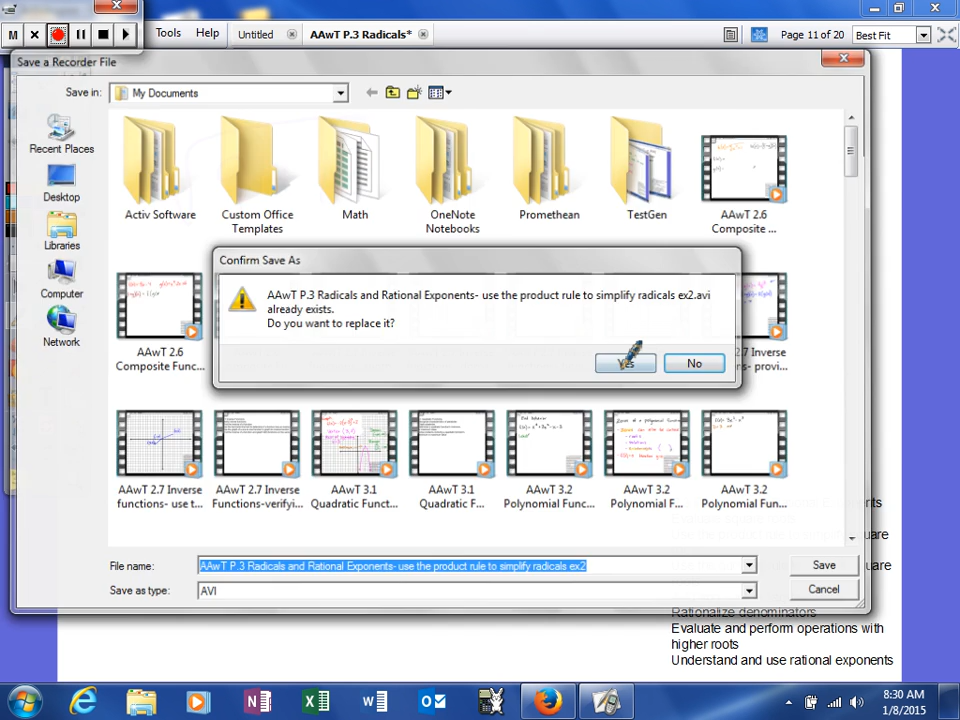 M
Tools Help Untitled AAwT P.3 Radicals* Page 11 of 20 Best Fit
Save a Recorder File
Save in: My Documents
Recent Places
Desktop
Libraries
Computer
Network
Activ Software
Custom Office
Templates
Math
OneNote
Notebooks
Promethean
TestGen
AAwT 2.6
Composite ...
Confirm Save As
AAwT P.3 Radicals and Rational Exponents- use the product rule to simplify radicals ex2.avi
already exists.
Do you want to replace it?
Yes No
AAwT 2.6
Composite Func...
2.7 Inverse
ions- provi...
AAwT 2.7 Inverse
functions- use t...
AAwT 2.7 Inverse
Functions-verifyi...
AAwT 3.1
Quadratic Funct...
AAwT 3.1
Quadratic F...
AAwT 3.2
Polynomial Func...
AAwT 3.2
Polynomial F...
AAwT 3.2
Polynomial Fun...
File name: AAwT P.3 Radicals and Rational Exponents- use the product rule to simplify radicals ex2 Save
Save as type: AVI Cancel
Rationalize denominators
Evaluate and perform operations with
higher roots
Understand and use rational exponents
8:30 AM
1/8/2015